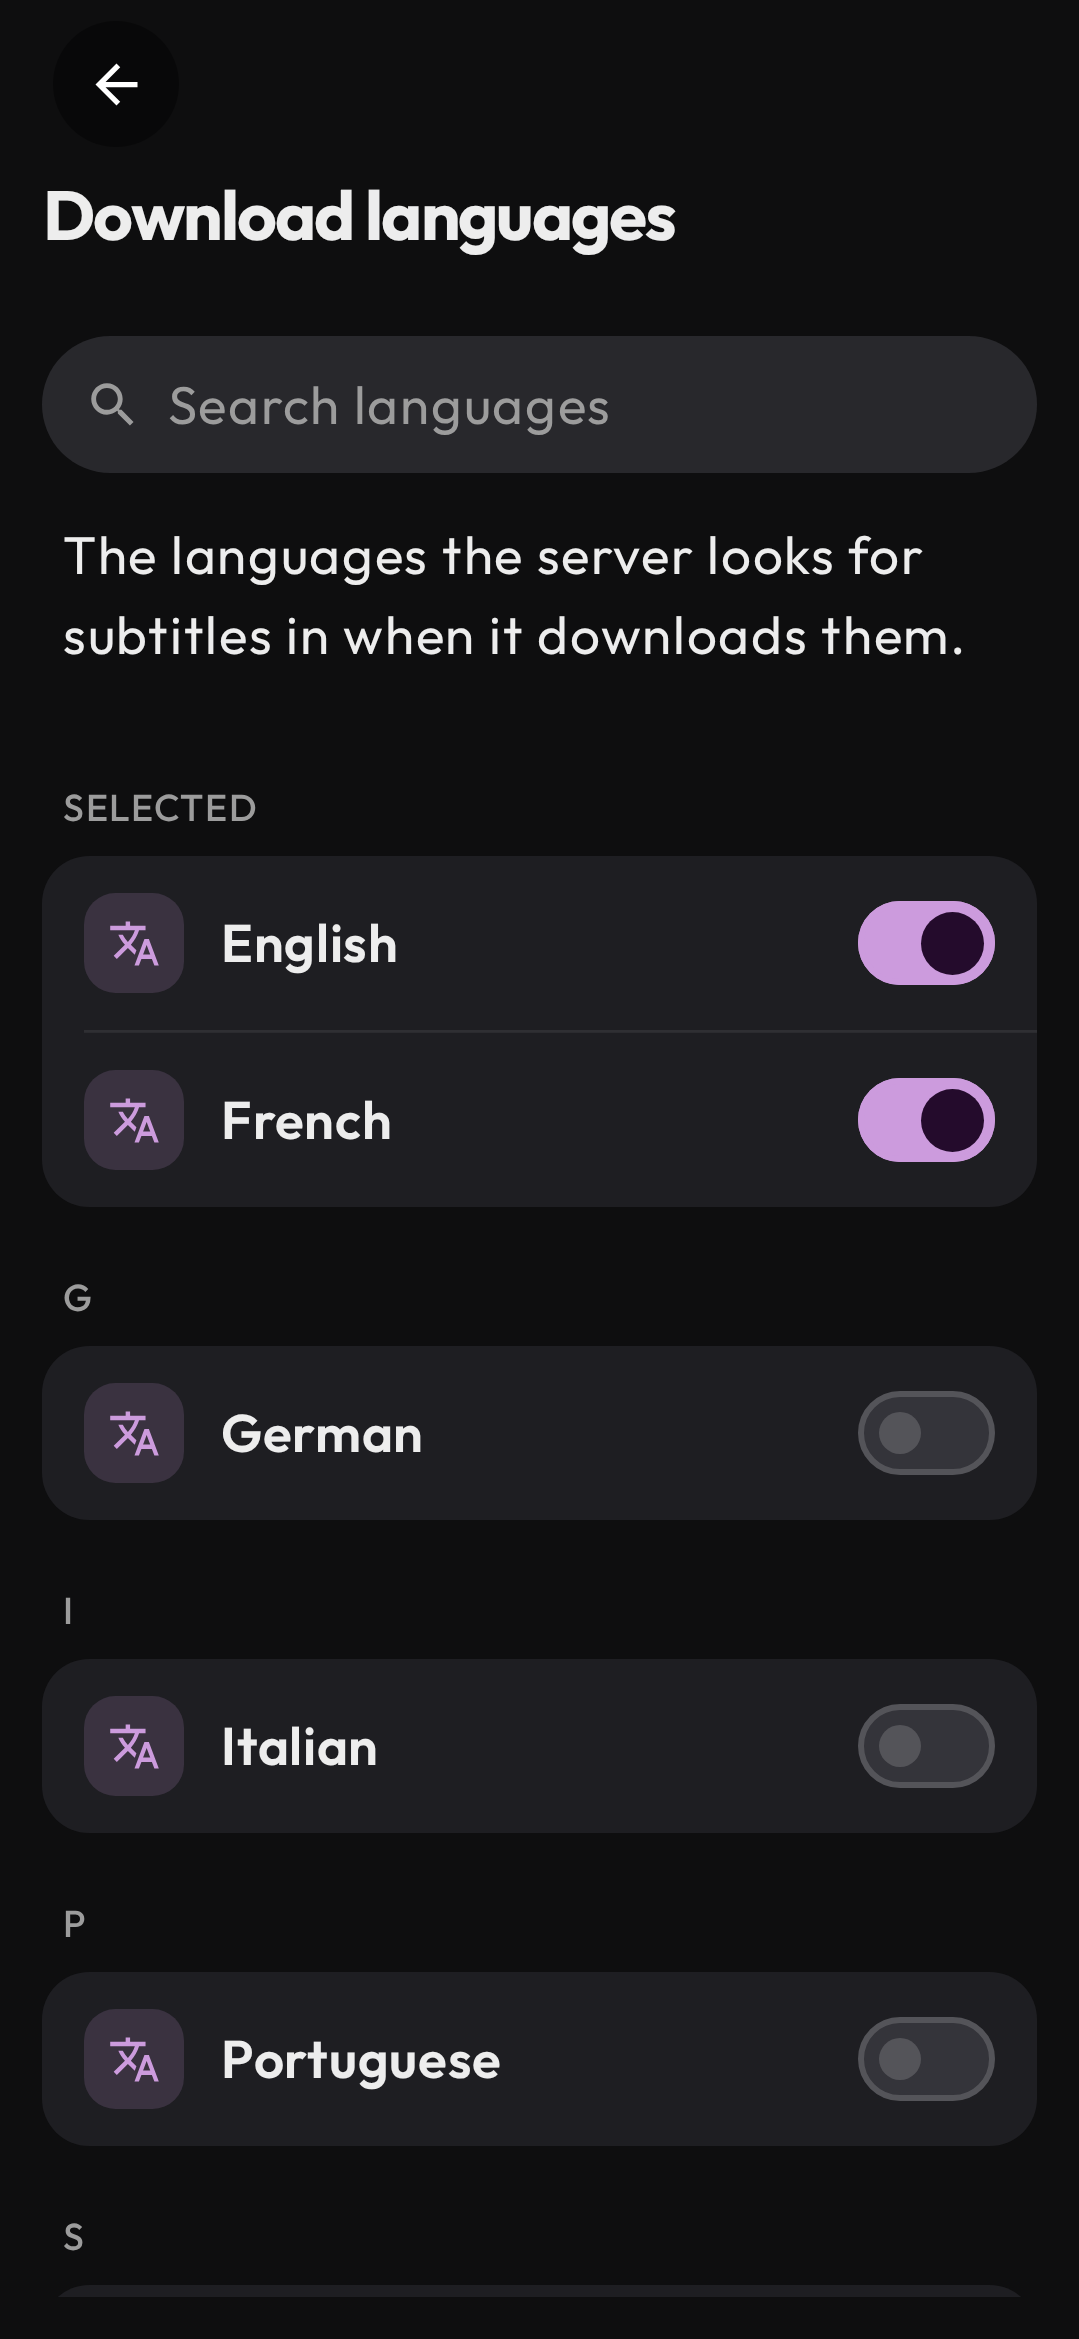 Download languages
Search languages
The languages the server looks for
subtitles in when it downloads them.
SELECTED
English
French
G
German
I
Italian
P
Portuguese
S